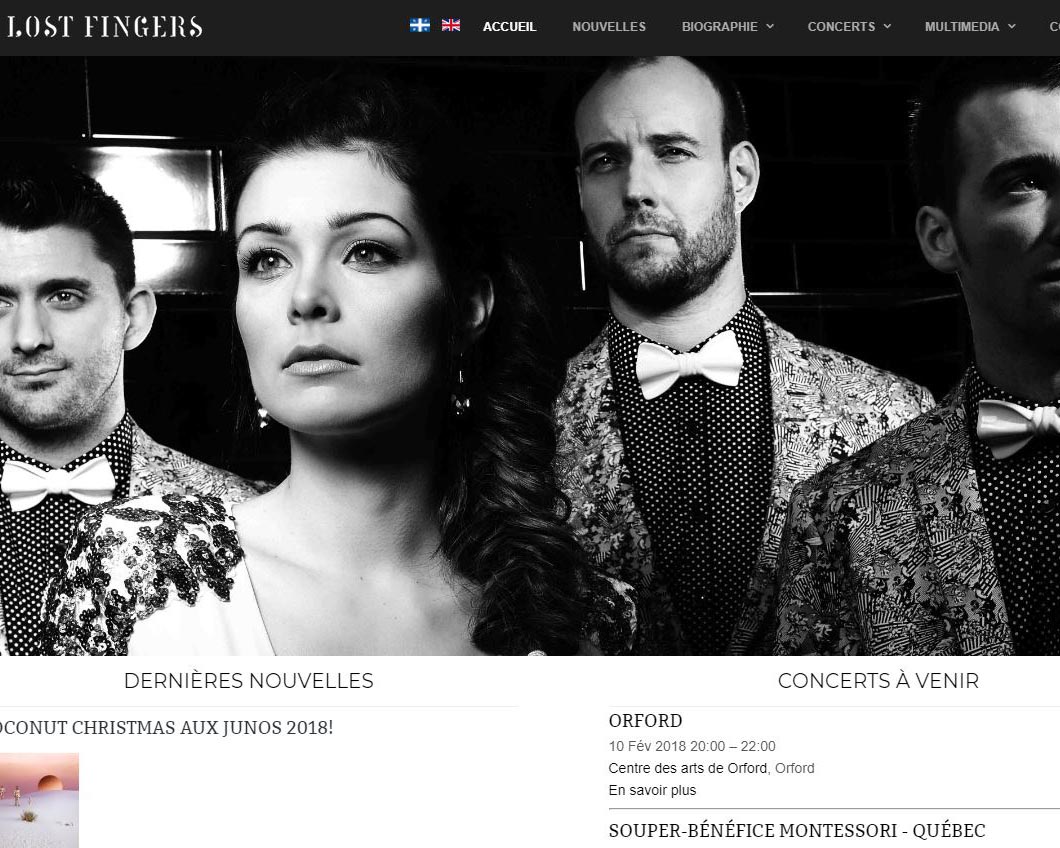 LOST FINGERS
ACCUEIL NOUVELLES BIOGRAPHIE CONCERTS MULTIMEDIA
DERNIÈRES NOUVELLES
OCONUT CHRISTMAS AUX JUNOS 2018!
CONCERTS À VENIR
ORFORD
10 Fév 2018 20:00 – 22:00
Centre des arts de Orford, Orford
En savoir plus
SOUPER-BÉNÉFICE MONTESSORI - QUÉBEC